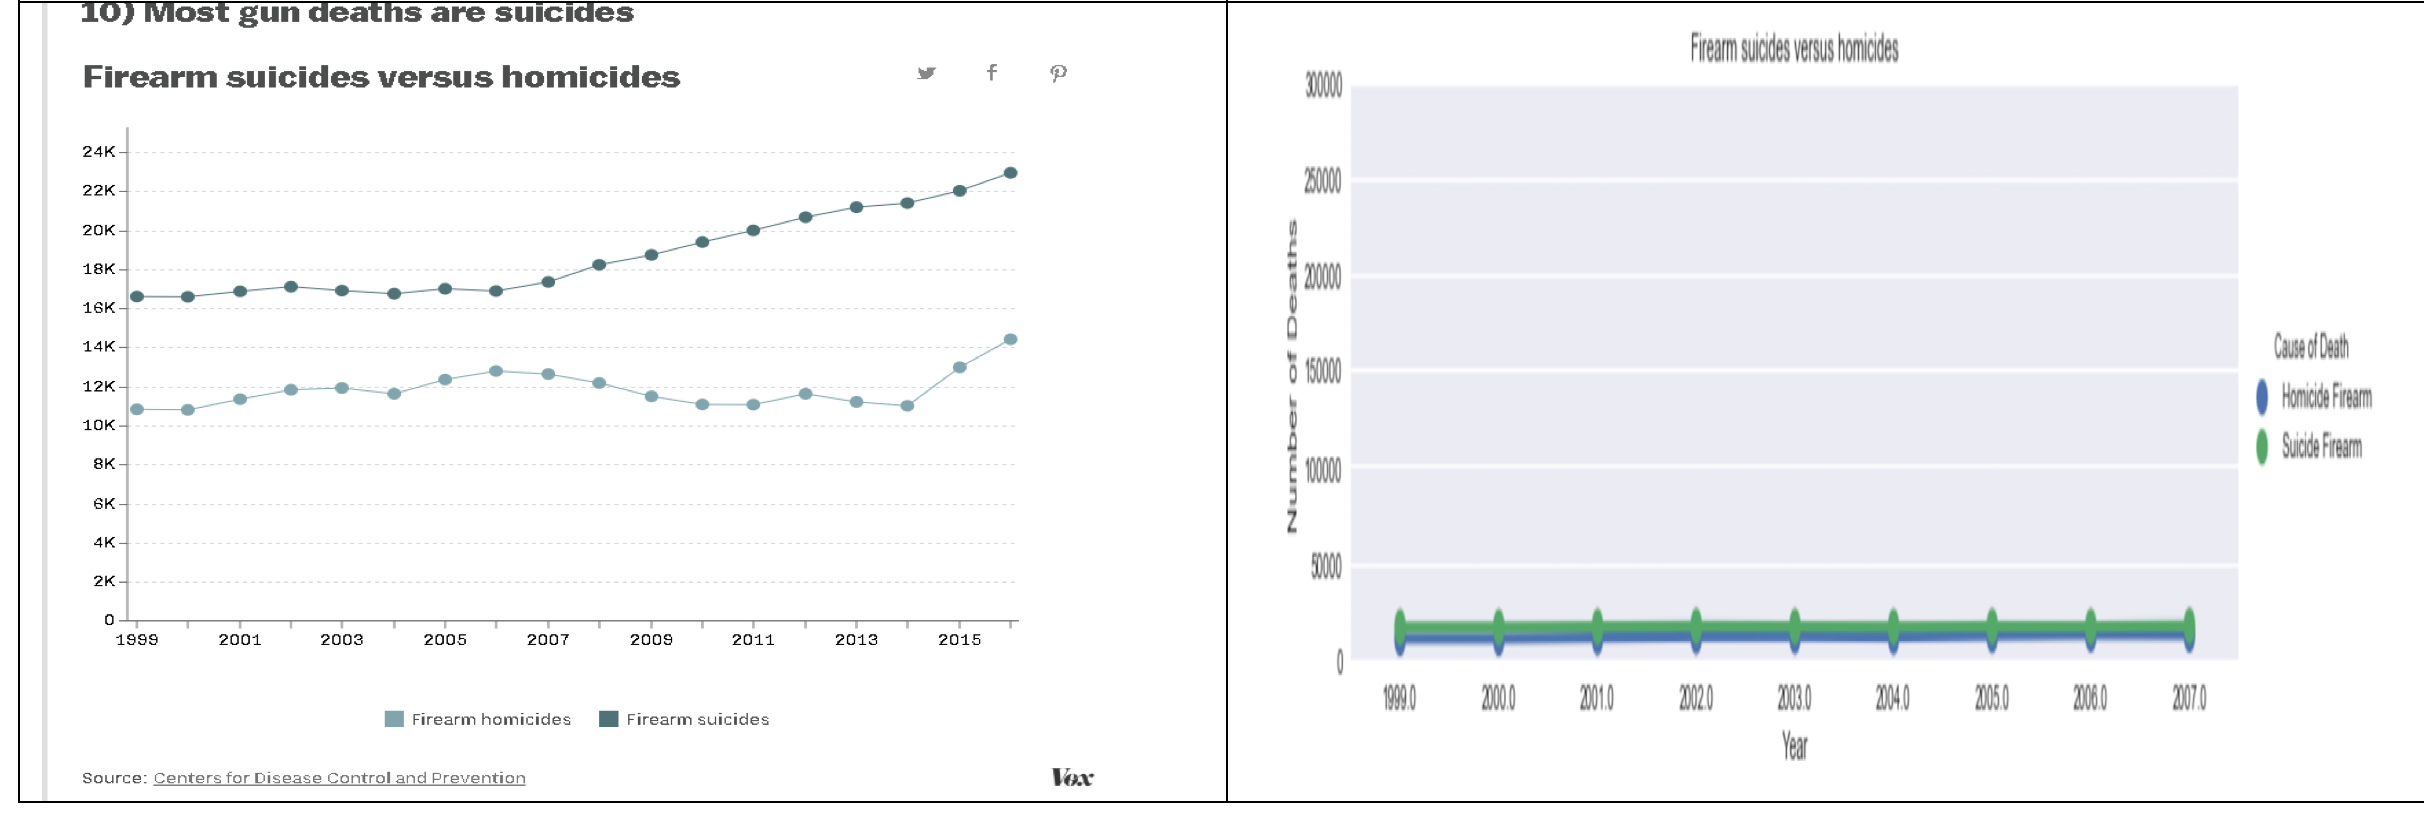 10) Most gun deaths are suicides
Firearm suicides versus homicides
24K
22K
20K
18K
16K
14K
12K
10K
8K
6K
4K
2K
0
1999 2001 2003 2005 2007 2009 2011 2013 2015
Firearm homicides Firearm suicides
Source: Centers for Disease Control and Prevention
Vox
Firearm suicides versus homicides
Number of Deaths
300000
250000
200000
150000
100000
50000
0
1999.0 2000.0 2001.0 2002.0 2003.0 2004.0 2005.0 2006.0 2007.0
Year
Cause of Death
Homicide Firearm
Suicide Firearm